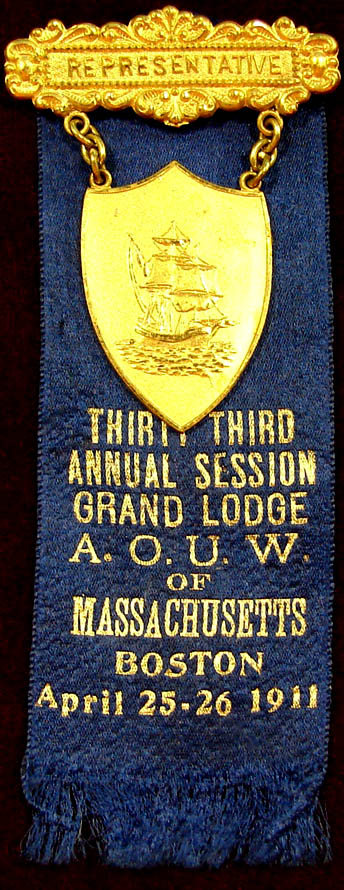 REPRESENTATIVE
THIRTY THIRD
ANNUAL SESSION
GRAND LODGE
A. O. U. W.
OF
MASSACHUSETTS
BOSTON
April 25-26 1911